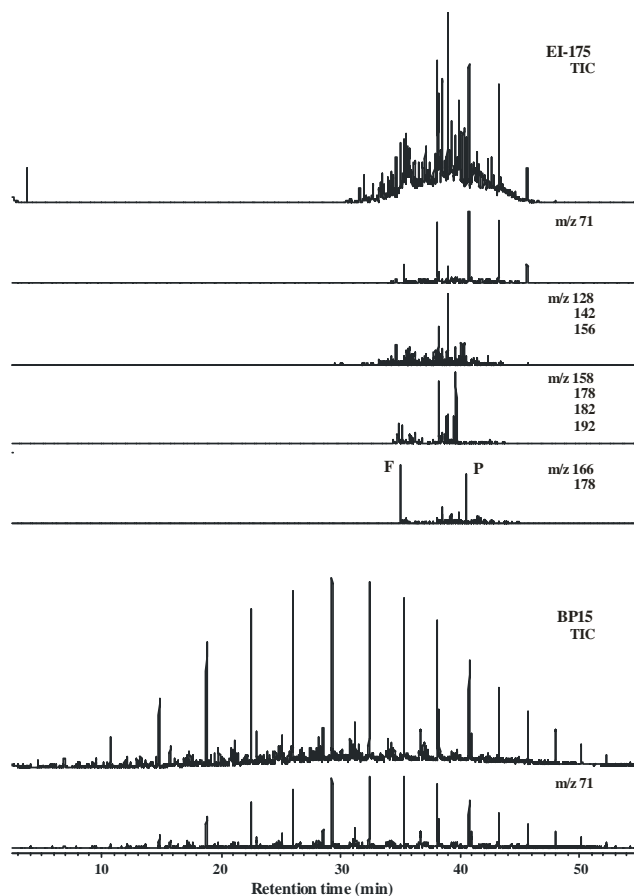 EI-175
TIC
m/z 71
m/z 128
142
156
m/z 158
178
182
192
F P m/z 166
178
BP15
TIC
m/z 71
10 20 30 40 50
Retention time (min)